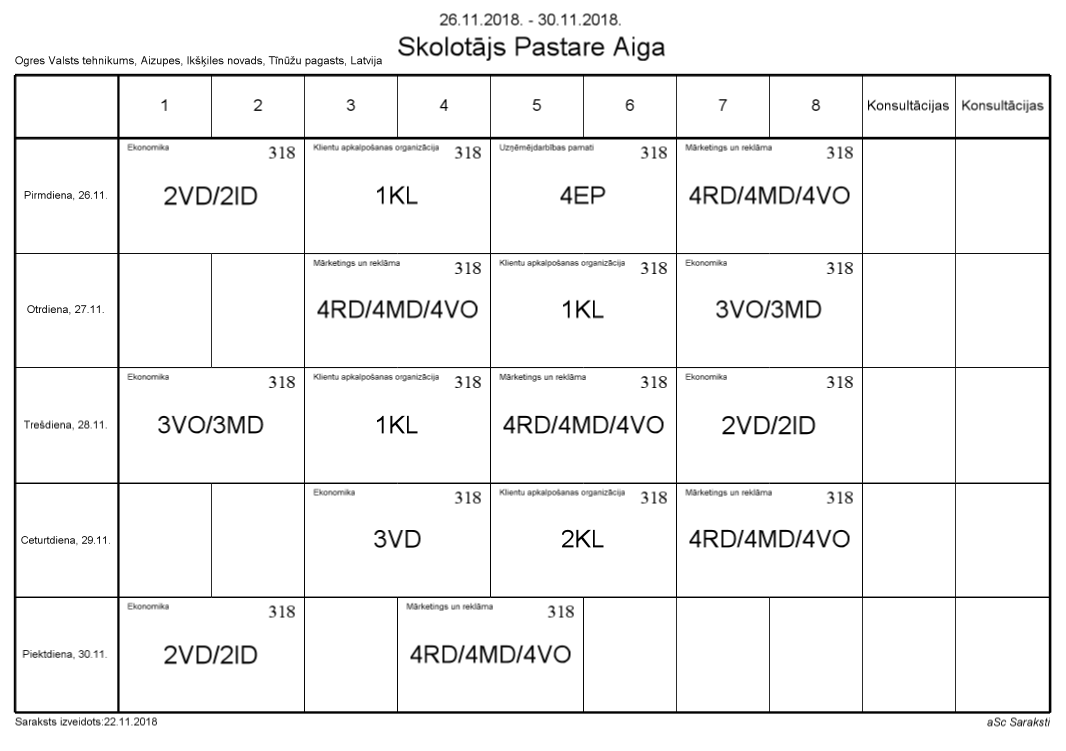 26.11.2018. - 30.11.2018.
Skolotājs Pastare Aiga
Ogres Valsts tehnikums, Aizupes, Ikšķiles novads, Tīnūžu pagasts, Latvija
1 2 3 4 5 6 7 8 Konsultācijas Konsultācijas
Pirmdiena, 26.11.
Ekonomika 318
2VD/2ID
Klientu apkalpošanas organizācija 318
1KL
Uzņēmējdarbības pamati 318
4EP
Mārketings un reklāma 318
4RD/4MD/4VO
Otrdiena, 27.11.
Mārketings un reklāma 318
4RD/4MD/4VO
Klientu apkalpošanas organizācija 318
1KL
Ekonomika 318
3VO/3MD
Trešdiena, 28.11.
Ekonomika 318
3VO/3MD
Klientu apkalpošanas organizācija 318
1KL
Mārketings un reklāma 318
4RD/4MD/4VO
Ekonomika 318
2VD/2ID
Ceturtdiena, 29.11.
Ekonomika 318
3VD
Klientu apkalpošanas organizācija 318
2KL
Mārketings un reklāma 318
4RD/4MD/4VO
Piektdiena, 30.11.
Ekonomika 318
2VD/2ID
Mārketings un reklāma 318
4RD/4MD/4VO
Saraksts izveidots:22.11.2018
aSc Saraksti